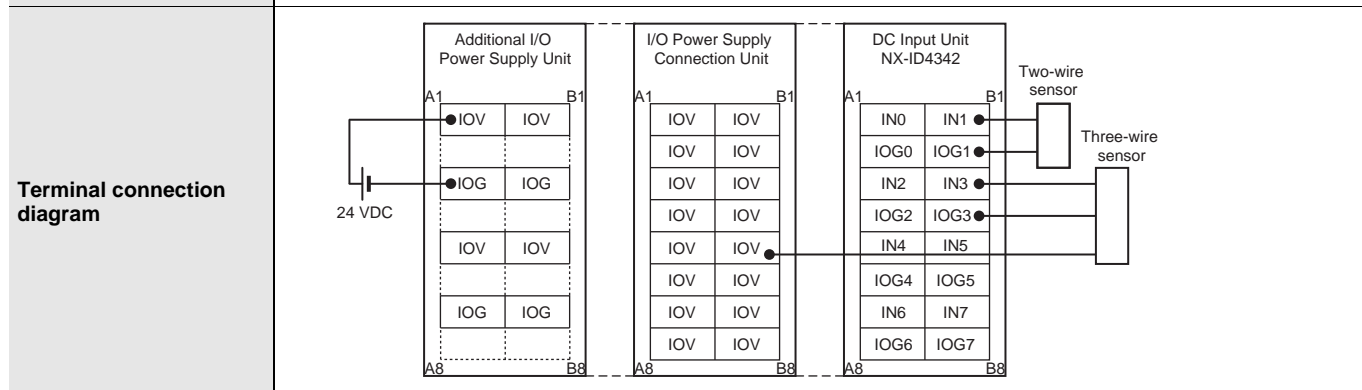 Terminal connection
diagram
Additional I/O
Power Supply Unit
A1 B1
IOV IOV
IOG IOG
IOV IOV
IOG IOG
A8 B8
24 VDC
I/O Power Supply
Connection Unit
A1 B1
IOV IOV
IOV IOV
IOV IOV
IOV IOV
IOV IOV
IOV IOV
IOV IOV
IOV IOV
A8 B8
DC Input Unit
NX-ID4342
A1 B1
IN0 IN1
IOG0 IOG1
IN2 IN3
IOG2 IOG3
IN4 IN5
IOG4 IOG5
IN6 IN7
IOG6 IOG7
A8 B8
Two-wire
sensor
Three-wire
sensor